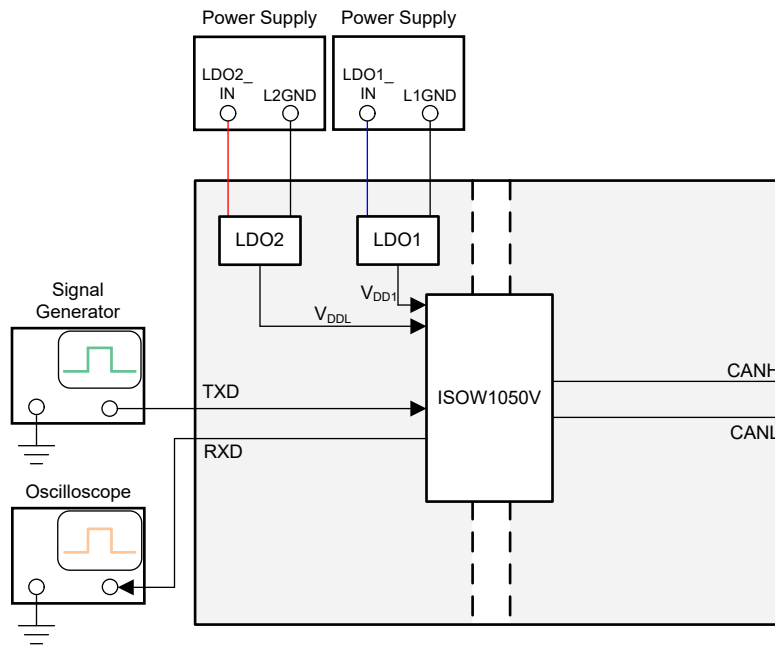 Power Supply
Power Supply
LDO2_
IN
L2GND
LDO1_
IN
L1GND
LDO2
LDO1
VDD1
VDDL
Signal
Generator
TXD
RXD
ISOW1050V
CANH
CANL
Oscilloscope